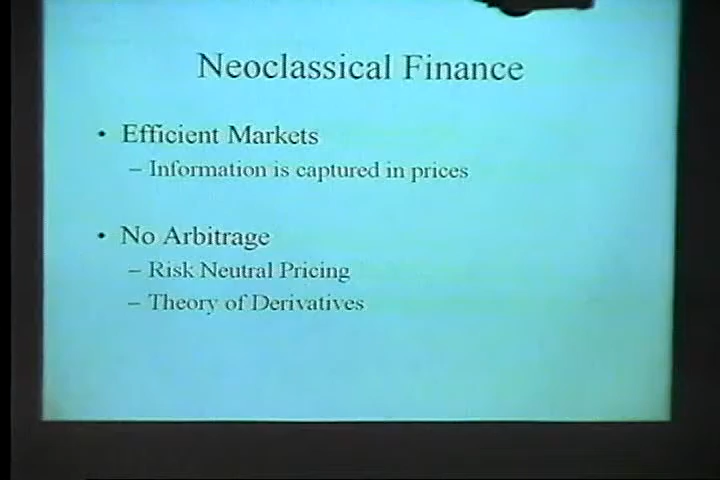 Neoclassical Finance
• Efficient Markets
– Information is captured in prices
• No Arbitrage
– Risk Neutral Pricing
– Theory of Derivatives